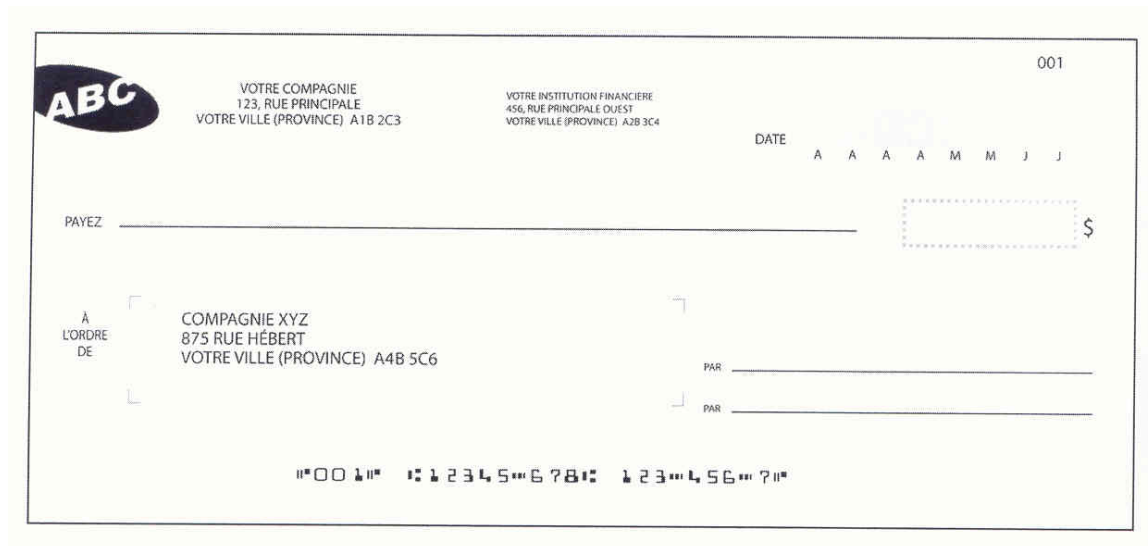 001
ABC
VOTRE COMPAGNIE
123, RUE PRINCIPALE
VOTRE VILLE (PROVINCE) A1B 2C3
VOTRE INSTITUTION FINANCIÈRE
456, RUE PRINCIPALE OUEST
VOTRE VILLE (PROVINCE) A2B 3C4
DATE
A A A A M M J J
PAYEZ
$
À
L'ORDRE
DE
COMPAGNIE XYZ
875 RUE HÉBERT
VOTRE VILLE (PROVINCE) A4B 5C6
PAR
PAR
⑈001⑈ ⑆12345⑉678⑆ 123⑉456⑉7⑈